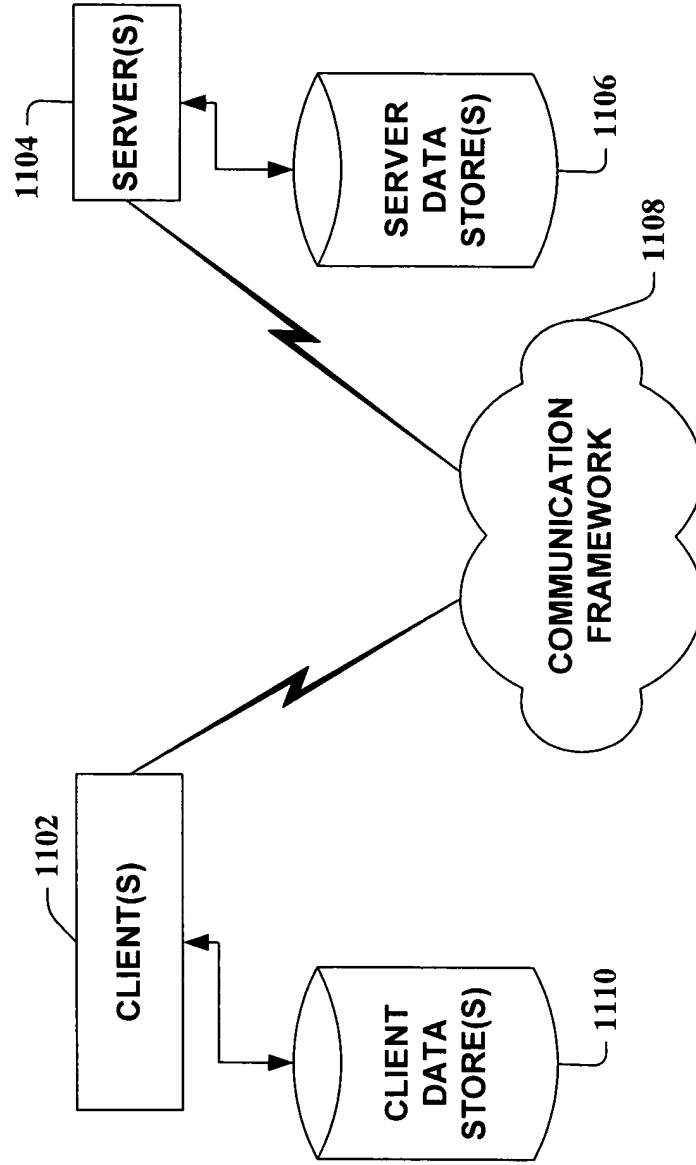 1102
CLIENT(S)
1104
SERVER(S)
CLIENT
DATA
STORE(S)
1110
SERVER
DATA
STORE(S)
1106
COMMUNICATION
FRAMEWORK
1108